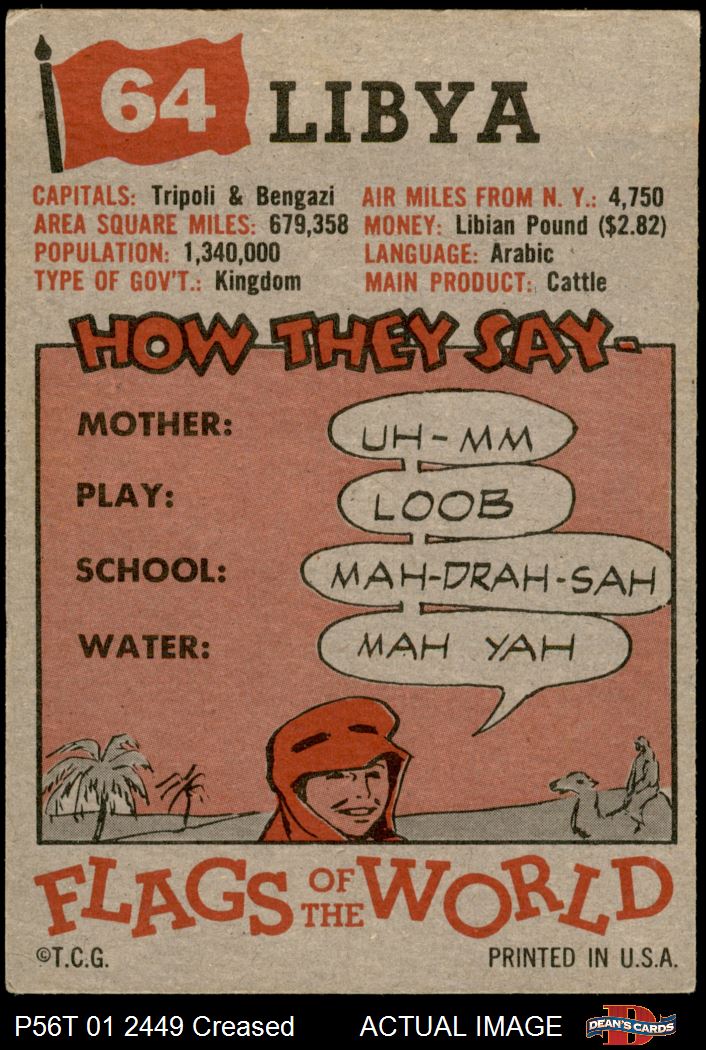 64 LIBYA
CAPITALS: Tripoli & Bengazi AIR MILES FROM N. Y.: 4,750
AREA SQUARE MILES: 679,358 MONEY: Libian Pound ($2.82)
POPULATION: 1,340,000 LANGUAGE: Arabic
TYPE OF GOV'T.: Kingdom MAIN PRODUCT: Cattle
HOW THEY SAY-
MOTHER: UH-MM
PLAY: LOOB
SCHOOL: MAH-DRAH-SAH
WATER: MAH YAH
FLAGS OF THE WORLD
©T.C.G. PRINTED IN U.S.A.
P56T 01 2449 Creased ACTUAL IMAGE D DEAN'S CARDS